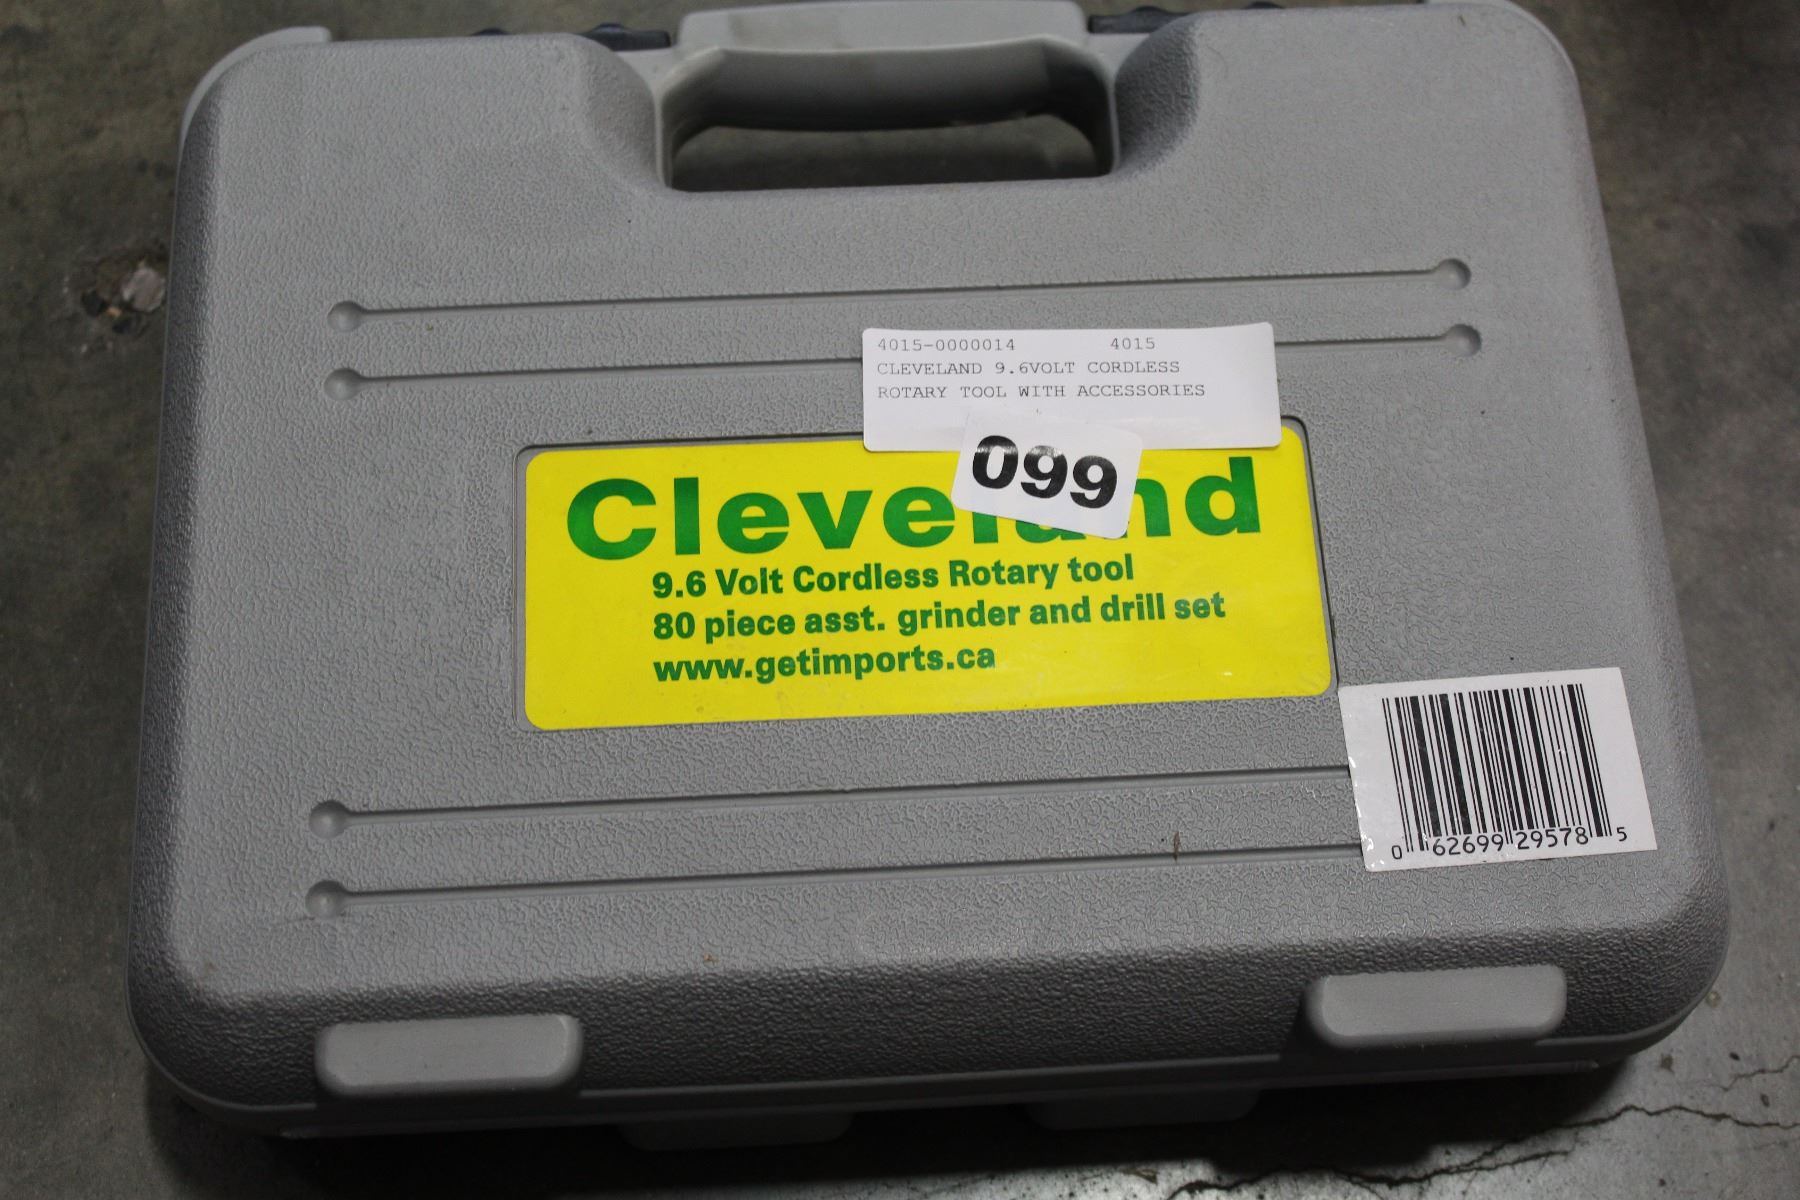 4015-0000014 4015
CLEVELAND 9.6VOLT CORDLESS
ROTARY TOOL WITH ACCESSORIES
099
Cleveland
9.6 Volt Cordless Rotary tool
80 piece asst. grinder and drill set
www.getimports.ca
0 62699 29578 5